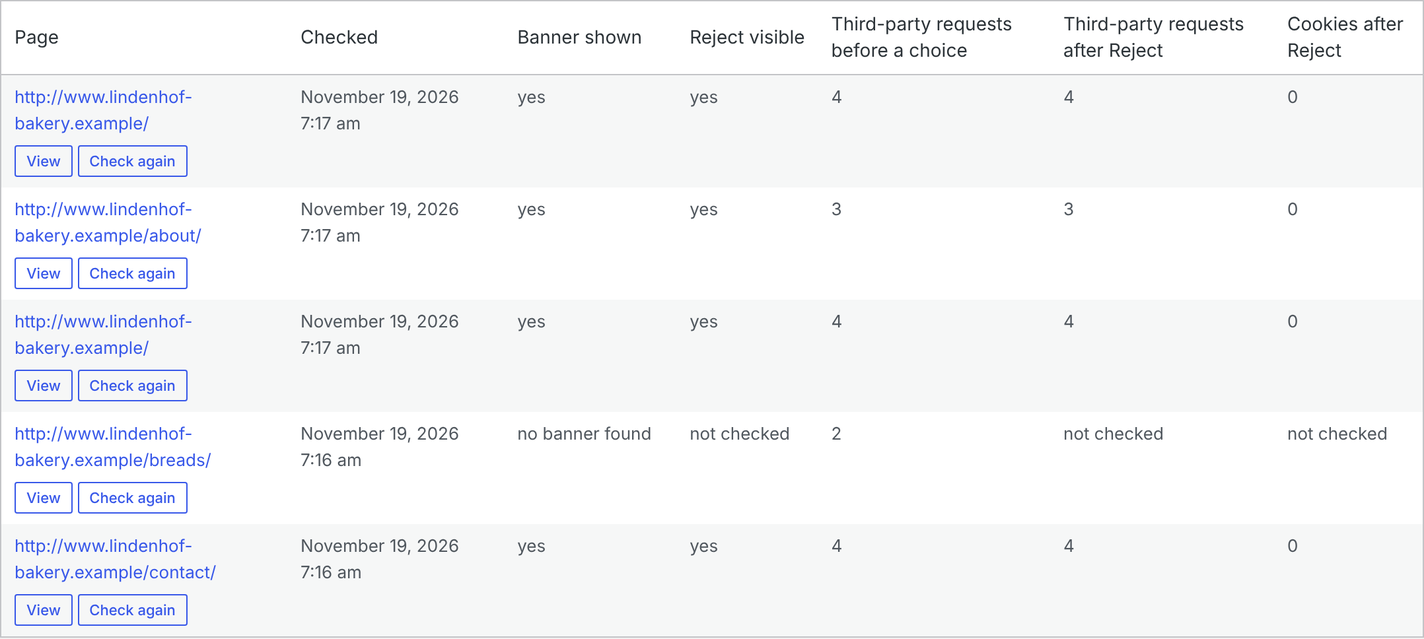 Page
Checked
Banner shown
Reject visible
Third-party requests
before a choice
Third-party requests
after Reject
Cookies after
Reject
http://www.lindenhof-
bakery.example/
November 19, 2026
7:17 am
yes
yes
4
4
0
View
Check again
http://www.lindenhof-
bakery.example/about/
November 19, 2026
7:17 am
yes
yes
3
3
0
View
Check again
http://www.lindenhof-
bakery.example/
November 19, 2026
7:17 am
yes
yes
4
4
0
View
Check again
http://www.lindenhof-
bakery.example/breads/
November 19, 2026
7:16 am
no banner found
not checked
2
not checked
not checked
View
Check again
http://www.lindenhof-
bakery.example/contact/
November 19, 2026
7:16 am
yes
yes
4
4
0
View
Check again